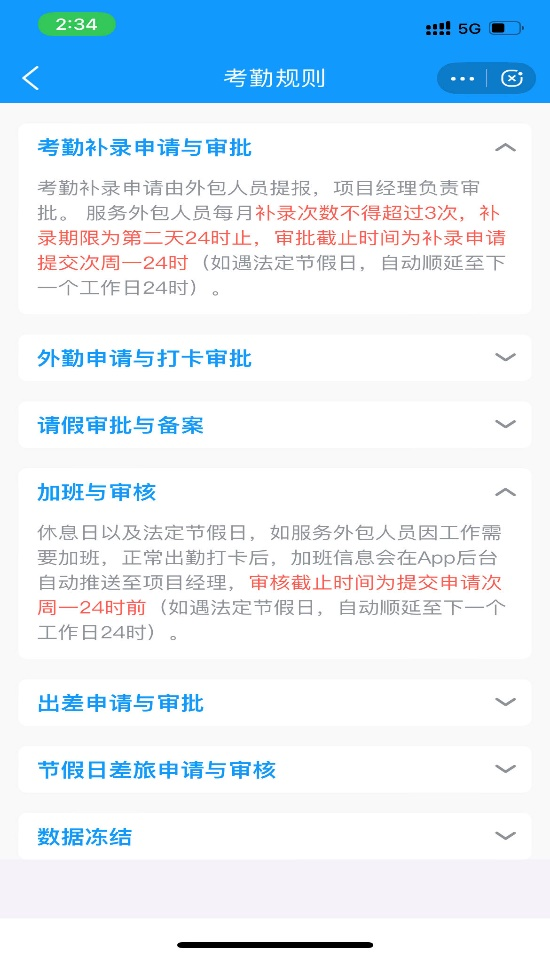 2:34
5G
考勤规则
考勤补录申请与审批
考勤补录申请由外包人员提报，项目经理负责审
批。 服务外包人员每月补录次数不得超过3次，补
录期限为第二天24时止，审批截止时间为补录申请
提交次周一24时（如遇法定节假日，自动顺延至下
一个工作日24时）。
外勤申请与打卡审批
请假审批与备案
加班与审核
休息日以及法定节假日，如服务外包人员因工作需
要加班，正常出勤打卡后，加班信息会在App后台
自动推送至项目经理，审核截止时间为提交申请次
周一24时前（如遇法定节假日，自动顺延至下一个
工作日24时）。
出差申请与审批
节假日差旅申请与审核
数据冻结